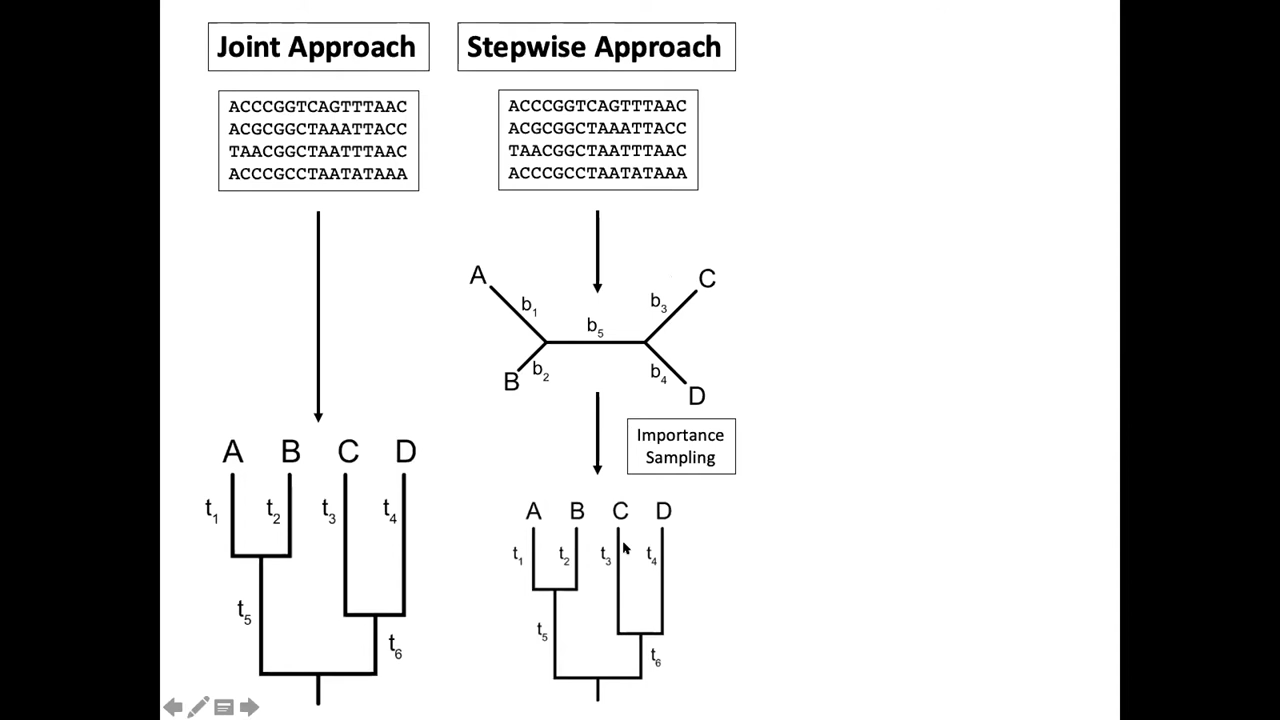 Joint Approach
ACCCGGTCAGTTTAAC
ACGCGGCTAAATTACC
TAACGGCTAATTTAAC
ACCCGCCTAATATAAA
A B C D
t1 t2 t3 t4
t5
t6
Stepwise Approach
ACCCGGTCAGTTTAAC
ACGCGGCTAAATTACC
TAACGGCTAATTTAAC
ACCCGCCTAATATAAA
A C
b1 b3
b5
B b2 b4
D
Importance
Sampling
A B C D
t1 t2 t3 t4
t5
t6